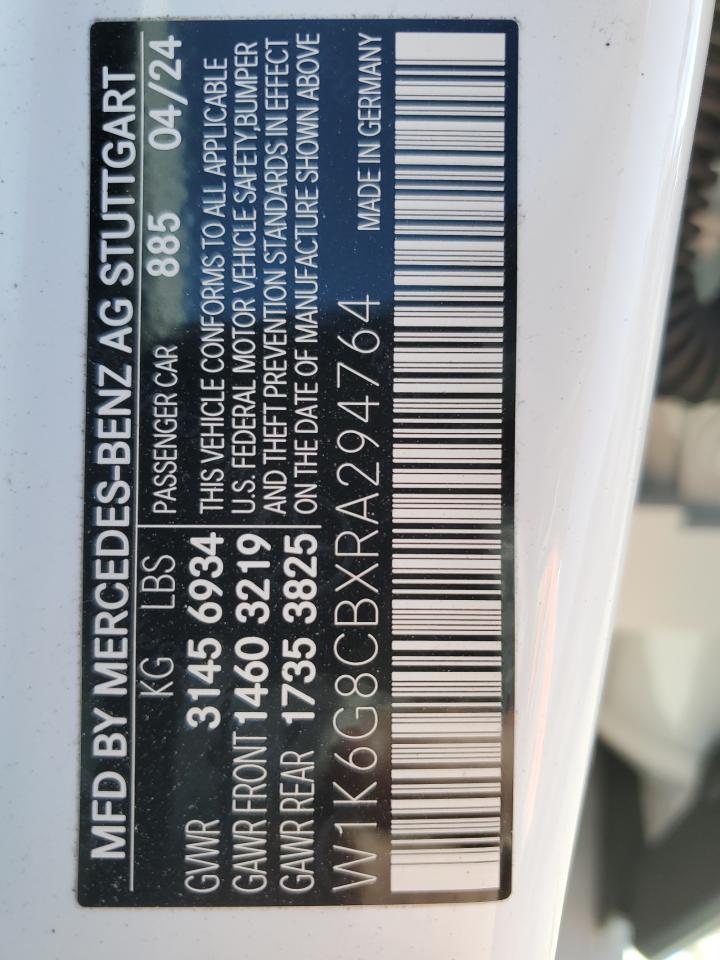 MFD BY MERCEDES-BENZ AG STUTTGART
KG LBS
GVWR 3145 6934
GAWR FRONT 1460 3219
GAWR REAR 1735 3825
PASSENGER CAR 885 04/24
THIS VEHICLE CONFORMS TO ALL APPLICABLE
U.S. FEDERAL MOTOR VEHICLE SAFETY,BUMPER
AND THEFT PREVENTION STANDARDS IN EFFECT
ON THE DATE OF MANUFACTURE SHOWN ABOVE
W1K6G8CBXRA294764 MADE IN GERMANY